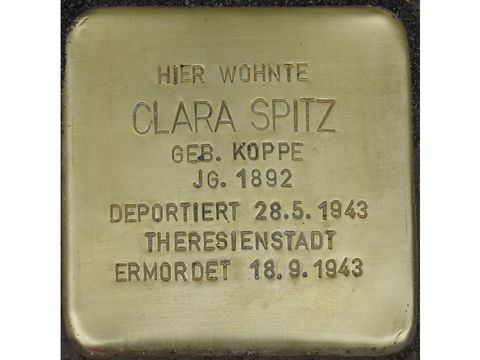 HIER WOHNTE
CLARA SPITZ
GEB. KOPPE
JG. 1892
DEPORTIERT 28.5.1943
THERESIENSTADT
ERMORDET 18.9.1943